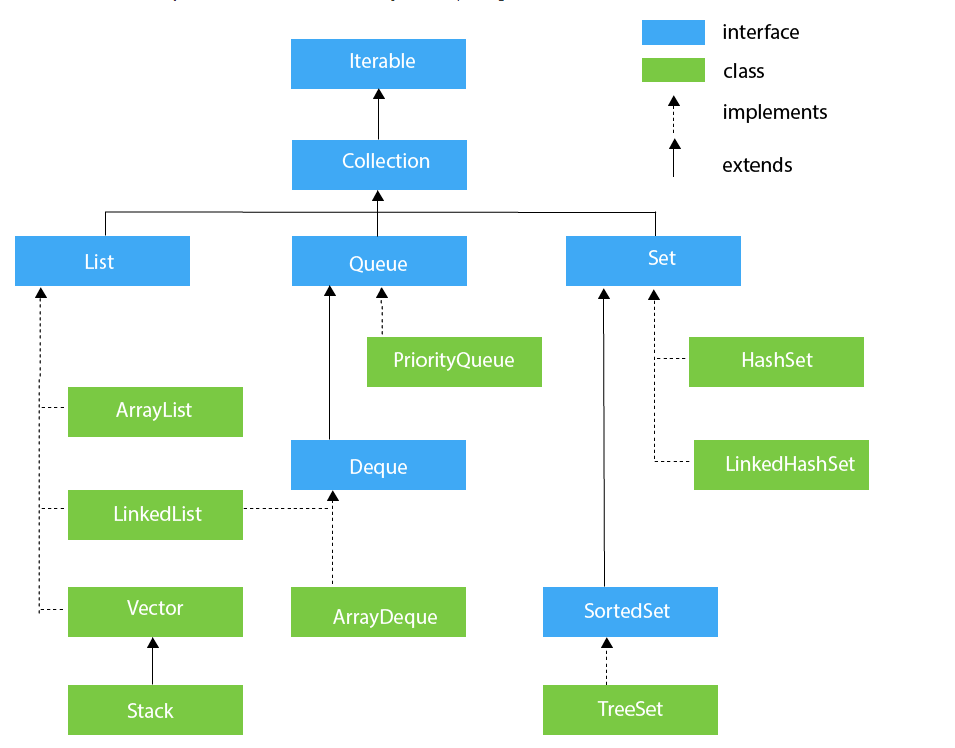 interface
Iterable
class
implements
Collection
extends
List
Queue
Set
PriorityQueue
HashSet
ArrayList
Deque
LinkedHashSet
LinkedList
Vector
ArrayDeque
SortedSet
Stack
TreeSet